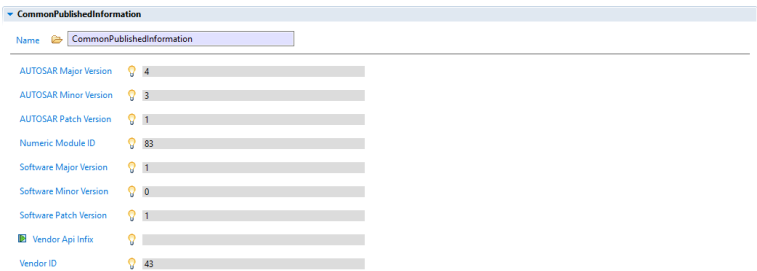 CommonPublishedInformation
Name CommonPublishedInformation
AUTOSAR Major Version 4
AUTOSAR Minor Version 3
AUTOSAR Patch Version 1
Numeric Module ID 83
Software Major Version 1
Software Minor Version 0
Software Patch Version 1
Vendor Api Infix
Vendor ID 43